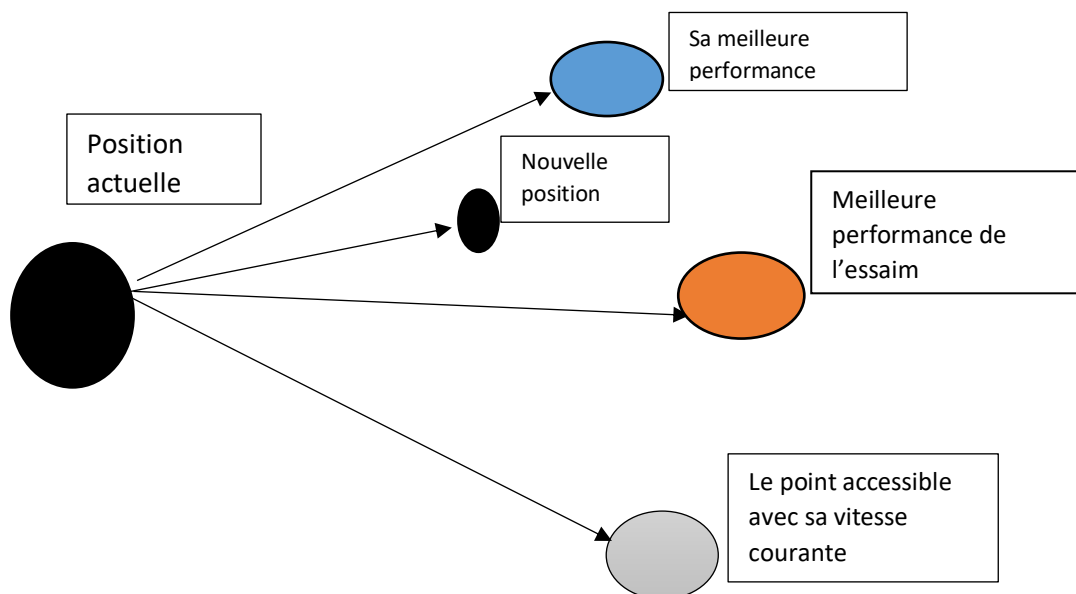 Sa meilleure
performance
Position
actuelle
Nouvelle
position
Meilleure
performance de
l’essaim
Le point accessible
avec sa vitesse
courante